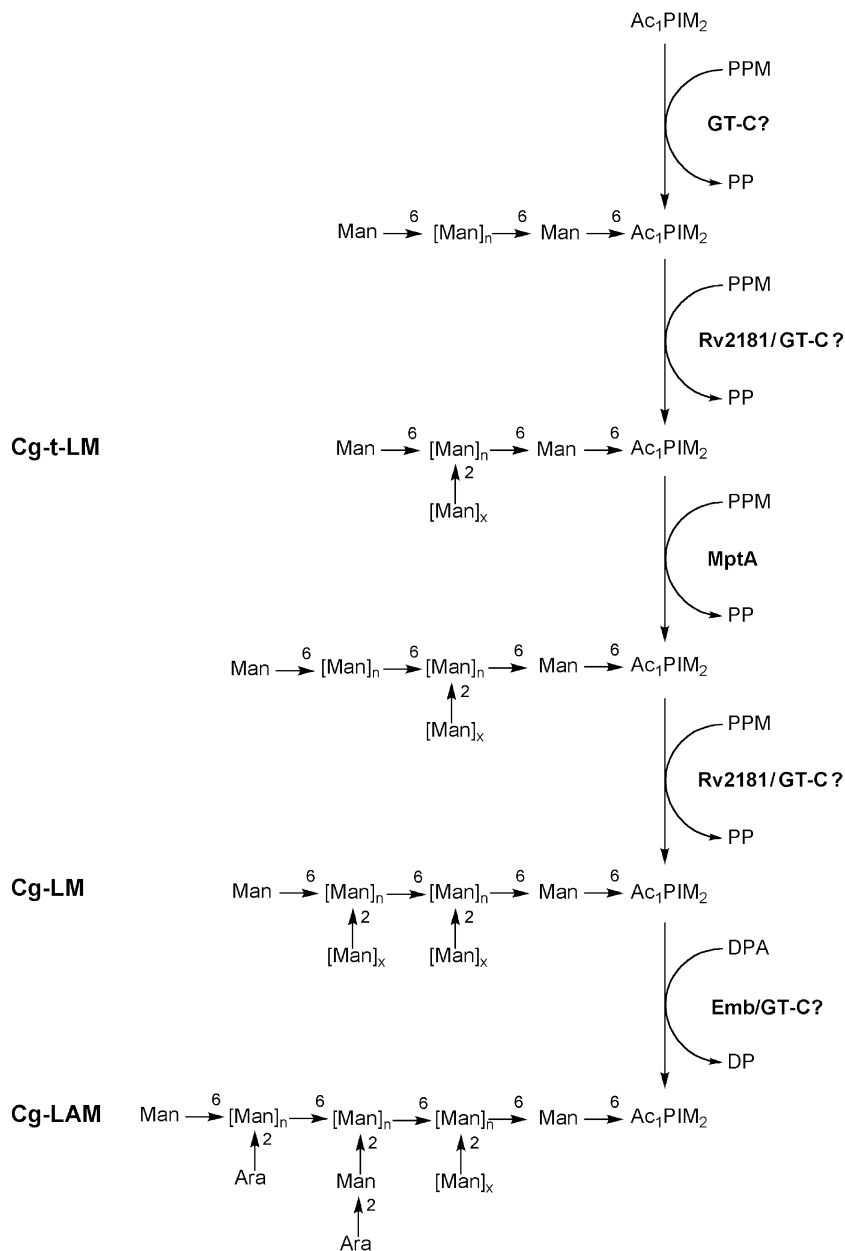 Ac₁PIM₂
PPM
GT-C?
PP
Man 6 [Man]ₙ 6 Man 6 Ac₁PIM₂
PPM
Rv2181/GT-C?
PP
Cg-t-LM Man 6 [Man]ₙ 6 Man 6 Ac₁PIM₂
2
[Man]ₓ
PPM
MptA
PP
Man 6 [Man]ₙ 6 [Man]ₙ 6 Man 6 Ac₁PIM₂
2
[Man]ₓ
PPM
Rv2181/GT-C?
PP
Cg-LM Man 6 [Man]ₙ 6 [Man]ₙ 6 Man 6 Ac₁PIM₂
2 2
[Man]ₓ [Man]ₓ
DPA
Emb/GT-C?
DP
Cg-LAM Man 6 [Man]ₙ 6 [Man]ₙ 6 [Man]ₙ 6 Man 6 Ac₁PIM₂
2 2 2
Ara Man [Man]ₓ
2
Ara